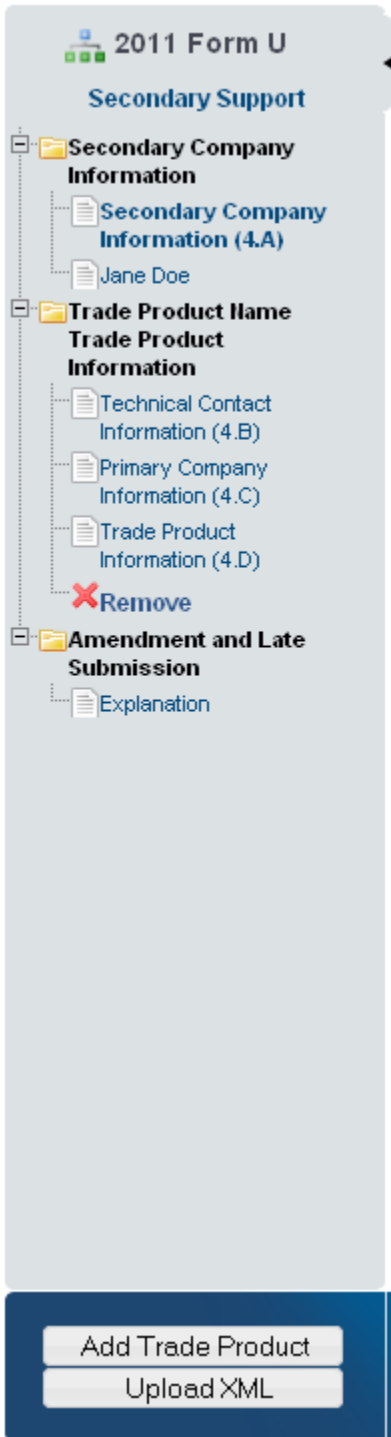 2011 Form U
Secondary Support
Secondary Company
Information
Secondary Company
Information (4.A)
Jane Doe
Trade Product Name
Trade Product
Information
Technical Contact
Information (4.B)
Primary Company
Information (4.C)
Trade Product
Information (4.D)
Remove
Amendment and Late
Submission
Explanation
Add Trade Product
Upload XML